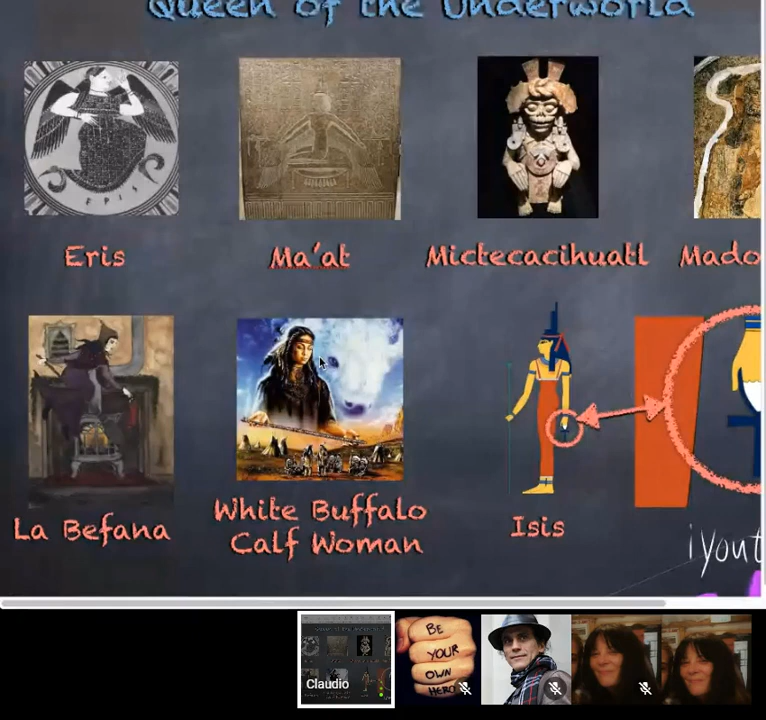 Queen of the Underworld
Eris
Ma'at
Mictecacihuatl
Mado
La Befana
White Buffalo
Calf Woman
Isis
iyout
Claudio
BE
YOUR
OWN
HERO